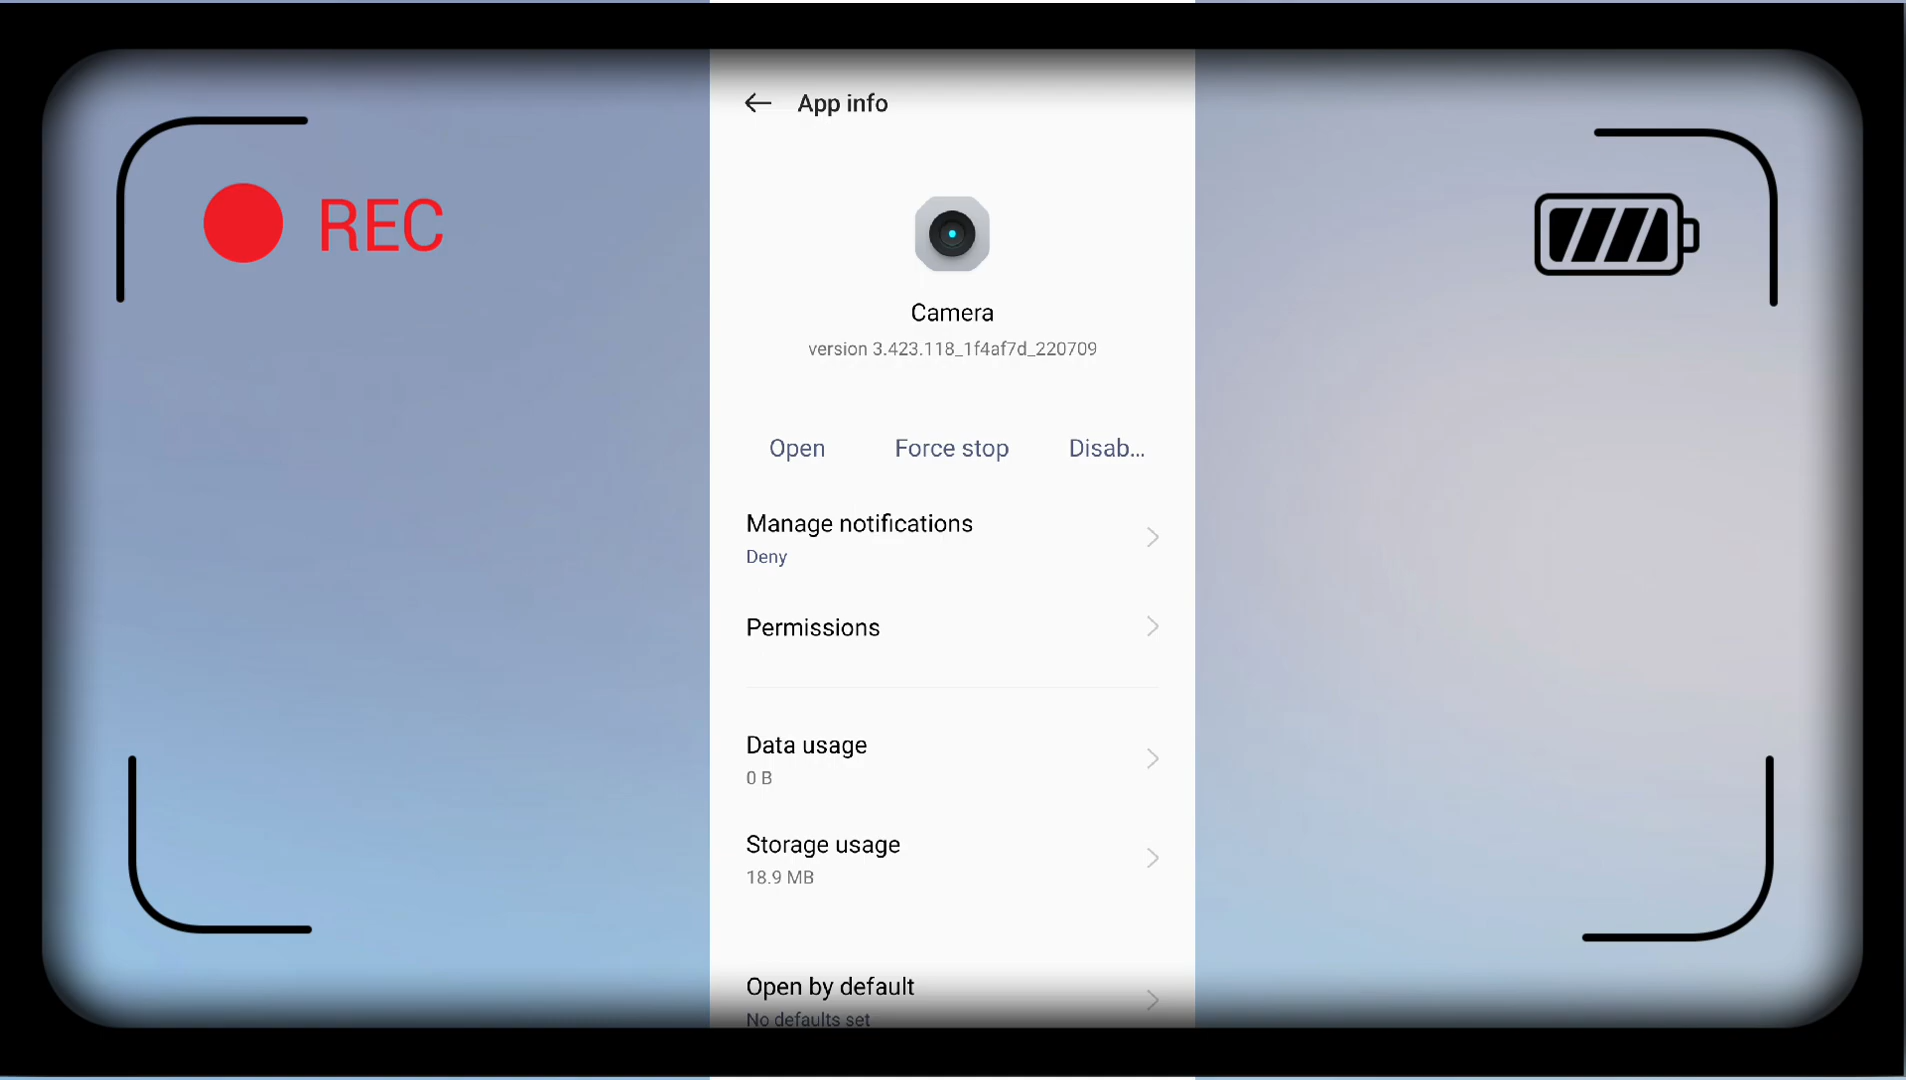 App info
REC
Camera
version 3.423.118_1f4af7d_220709
Open Force stop Disab...
Manage notifications
Deny
Permissions
Data usage
0 B
Storage usage
18.9 MB
Open by default
No defaults set